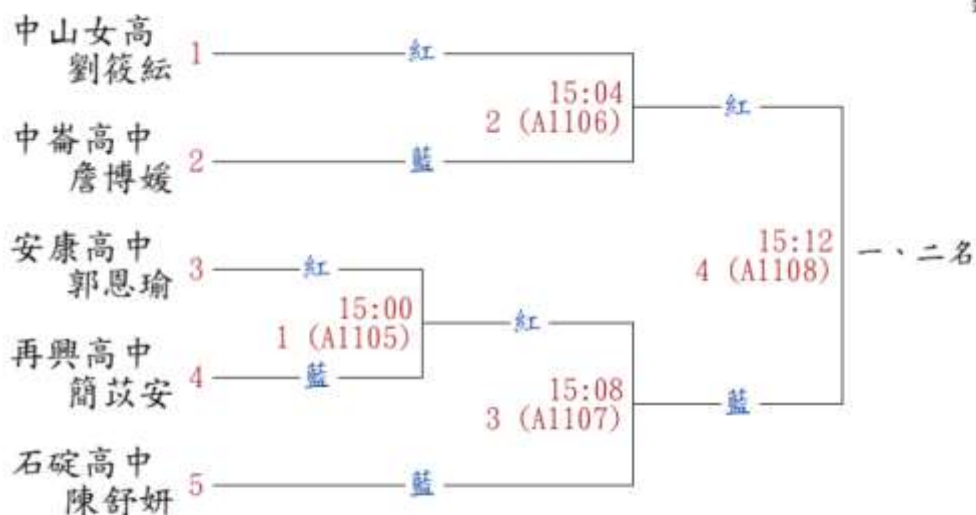 中山女高
劉筱紜
1
紅
15:04
2 (A1106)
紅
中崙高中
詹博媛
2
藍
安康高中
郭恩瑜
3
紅
15:00
1 (A1105)
紅
15:12
4 (A1108)
一、二名
再興高中
簡苡安
4
藍
15:08
3 (A1107)
藍
石碇高中
陳舒妍
5
藍